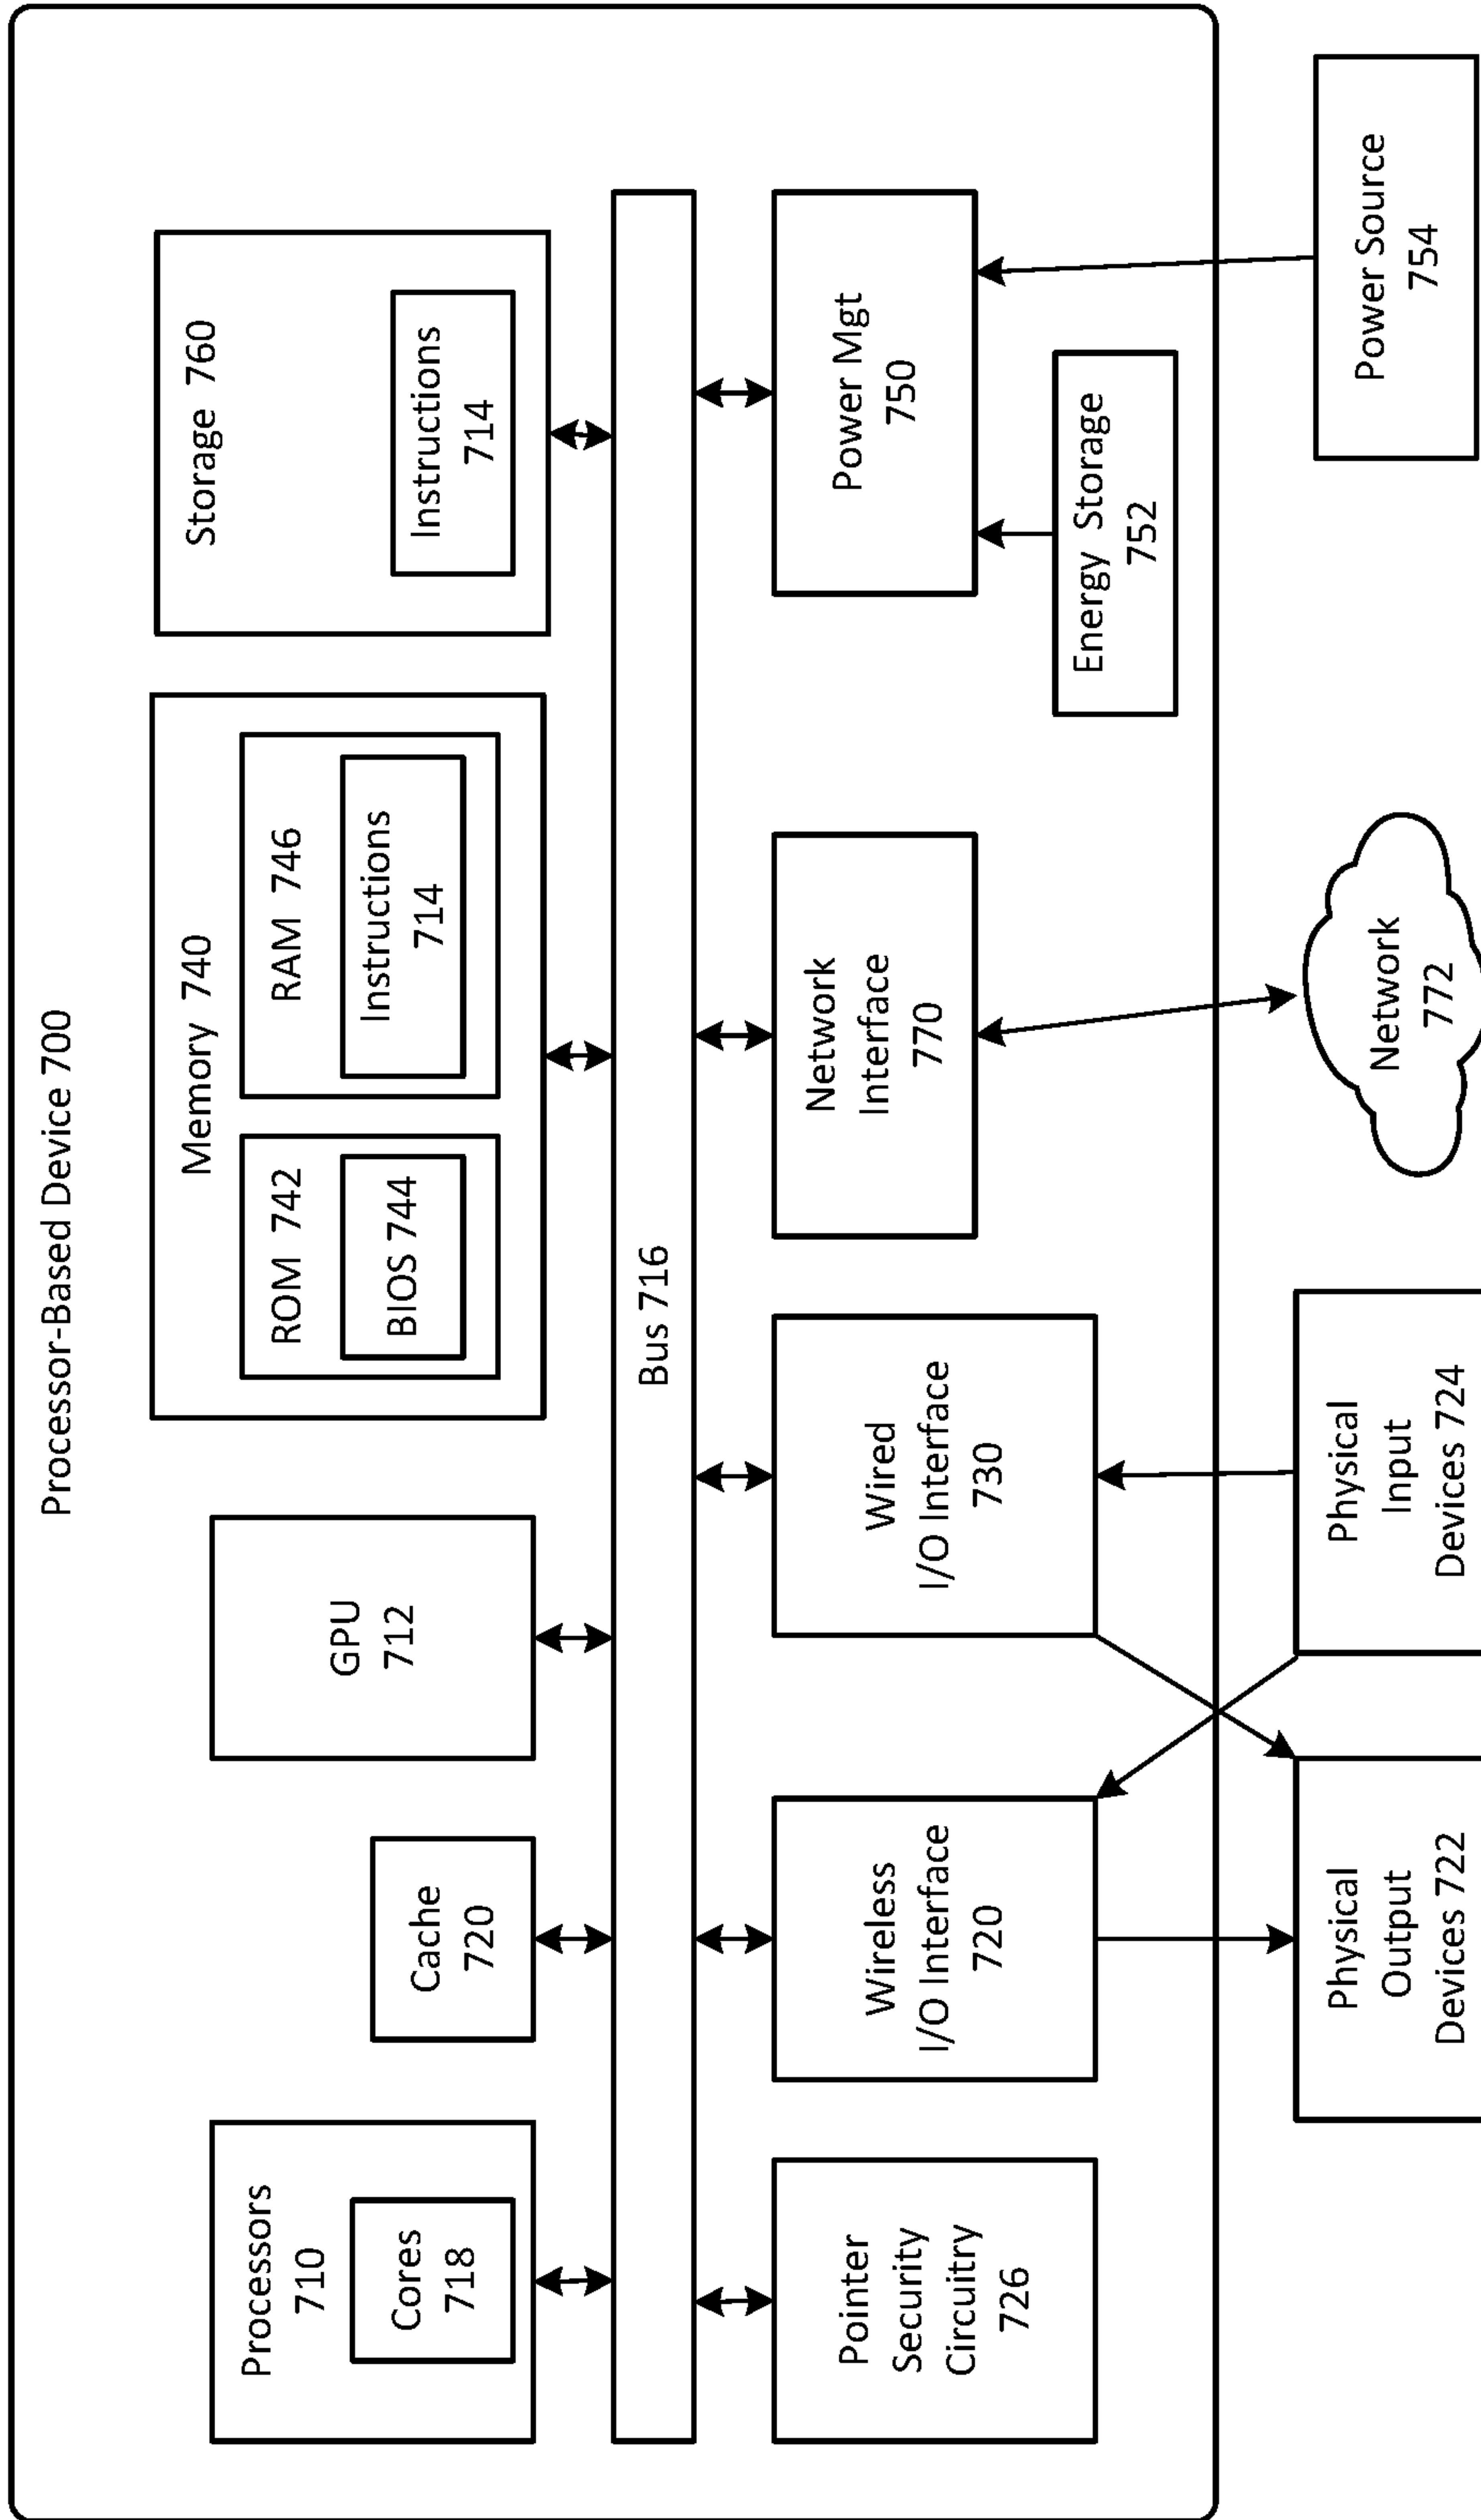 Processor-Based Device 700
Processors
710
Cores
718
Cache
720
GPU
712
Memory 740
ROM 742
BIOS 744
RAM 746
Instructions
714
Storage 760
Instructions
714
Bus 716
Pointer
Security
Circuitry
726
Wireless
I/O Interface
720
Wired
I/O Interface
730
Network
Interface
770
Power Mgt
750
Energy Storage
752
Physical
Output
Devices 722
Physical
Input
Devices 724
Network
772
Power Source
754